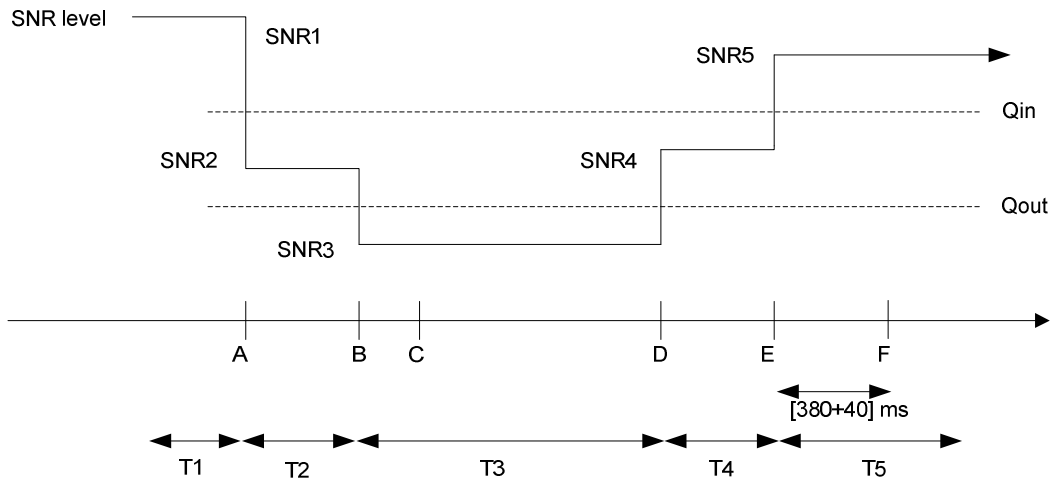 SNR level
SNR1
SNR5
Qin
SNR2
SNR4
Qout
SNR3
A B C D E F
[380+40] ms
T1 T2 T3 T4 T5